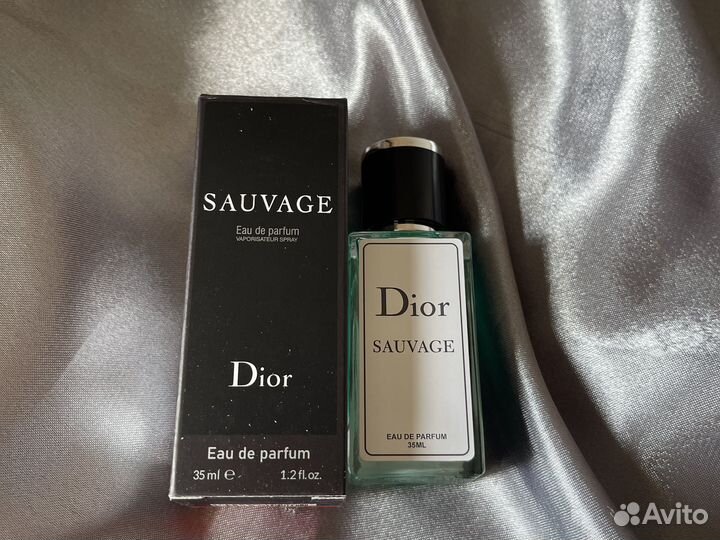 SAUVAGE
Eau de parfum
VAPORISATEUR SPRAY
Dior
Eau de parfum
35 ml ℮ 1.2 fl.oz.
Dior
SAUVAGE
EAU DE PARFUM
35ML
Avito